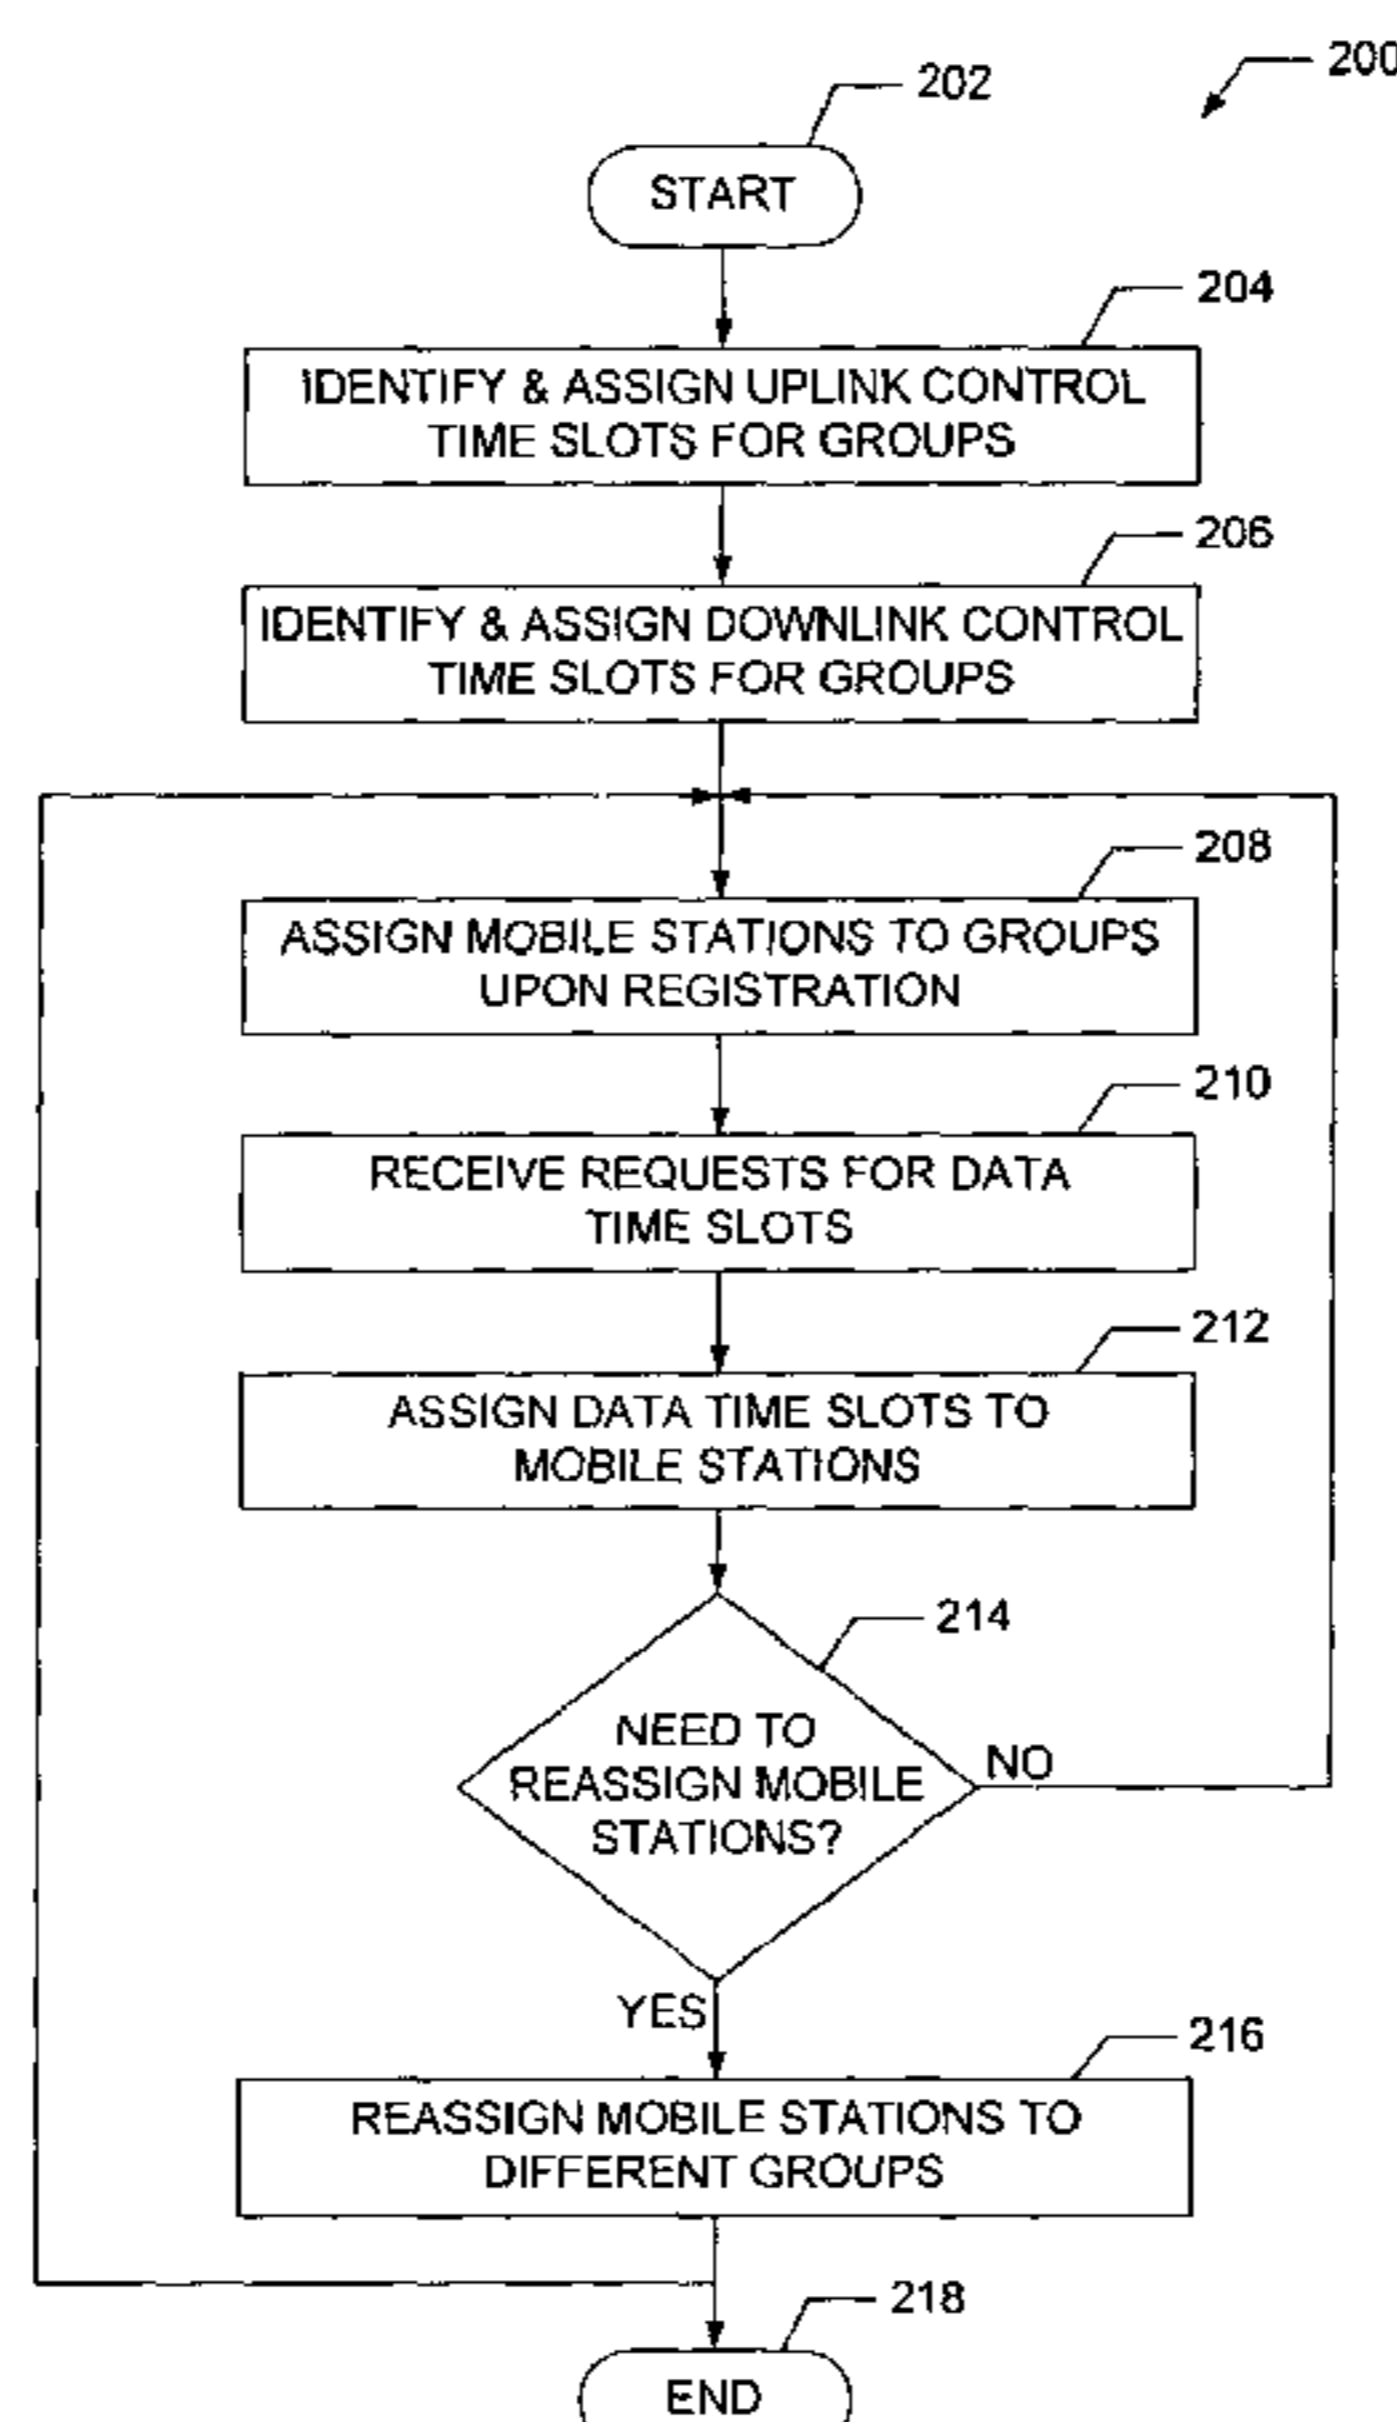 200
202
START
204
IDENTIFY & ASSIGN UPLINK CONTROL
TIME SLOTS FOR GROUPS
206
IDENTIFY & ASSIGN DOWNLINK CONTROL
TIME SLOTS FOR GROUPS
208
ASSIGN MOBILE STATIONS TO GROUPS
UPON REGISTRATION
210
RECEIVE REQUESTS FOR DATA
TIME SLOTS
212
ASSIGN DATA TIME SLOTS TO
MOBILE STATIONS
214
NEED TO
REASSIGN MOBILE
STATIONS?
NO
YES
216
REASSIGN MOBILE STATIONS TO
DIFFERENT GROUPS
218
END